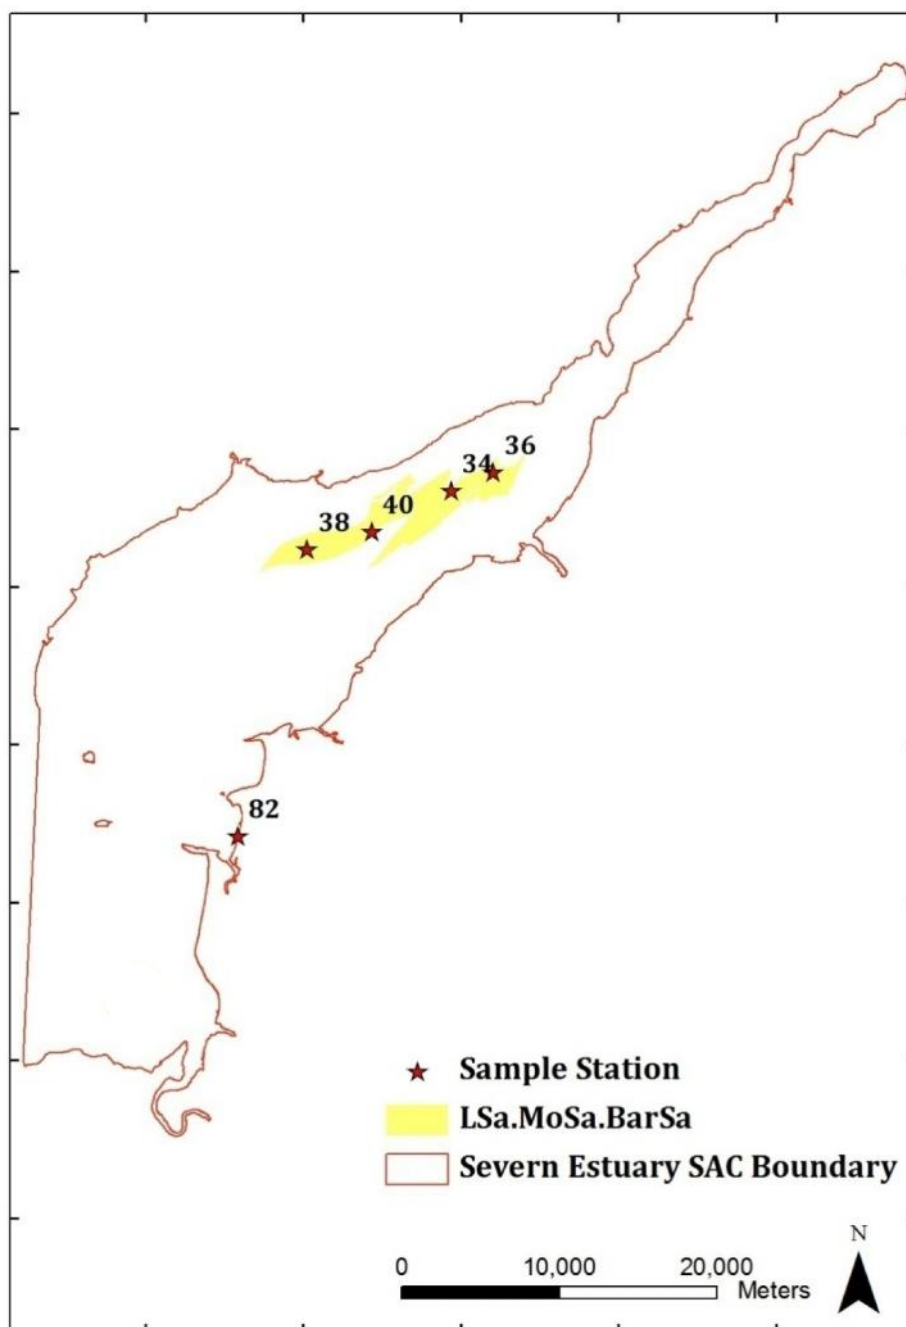 36
34
40
38
82
Sample Station
LSa.MoSa.BarSa
Severn Estuary SAC Boundary
N
0 10,000 20,000
Meters